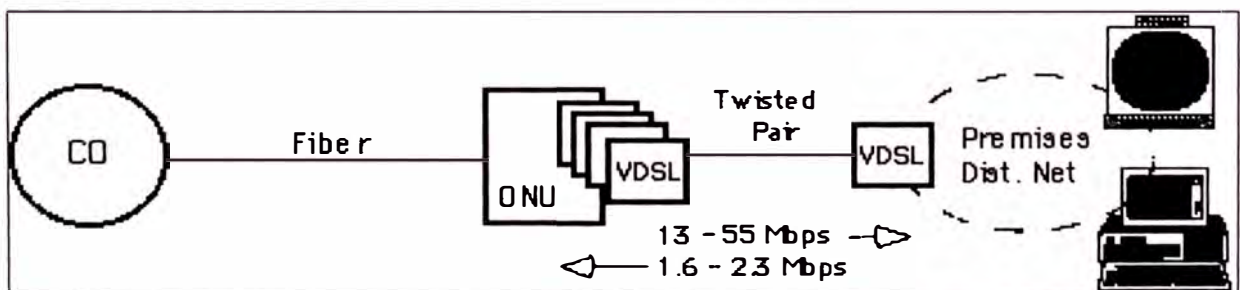 CO
Fiber
ONU
VDSL
Twisted
Pair
VDSL
Premises
Dist. Net
13 - 55 Mbps
1.6 - 2.3 Mbps